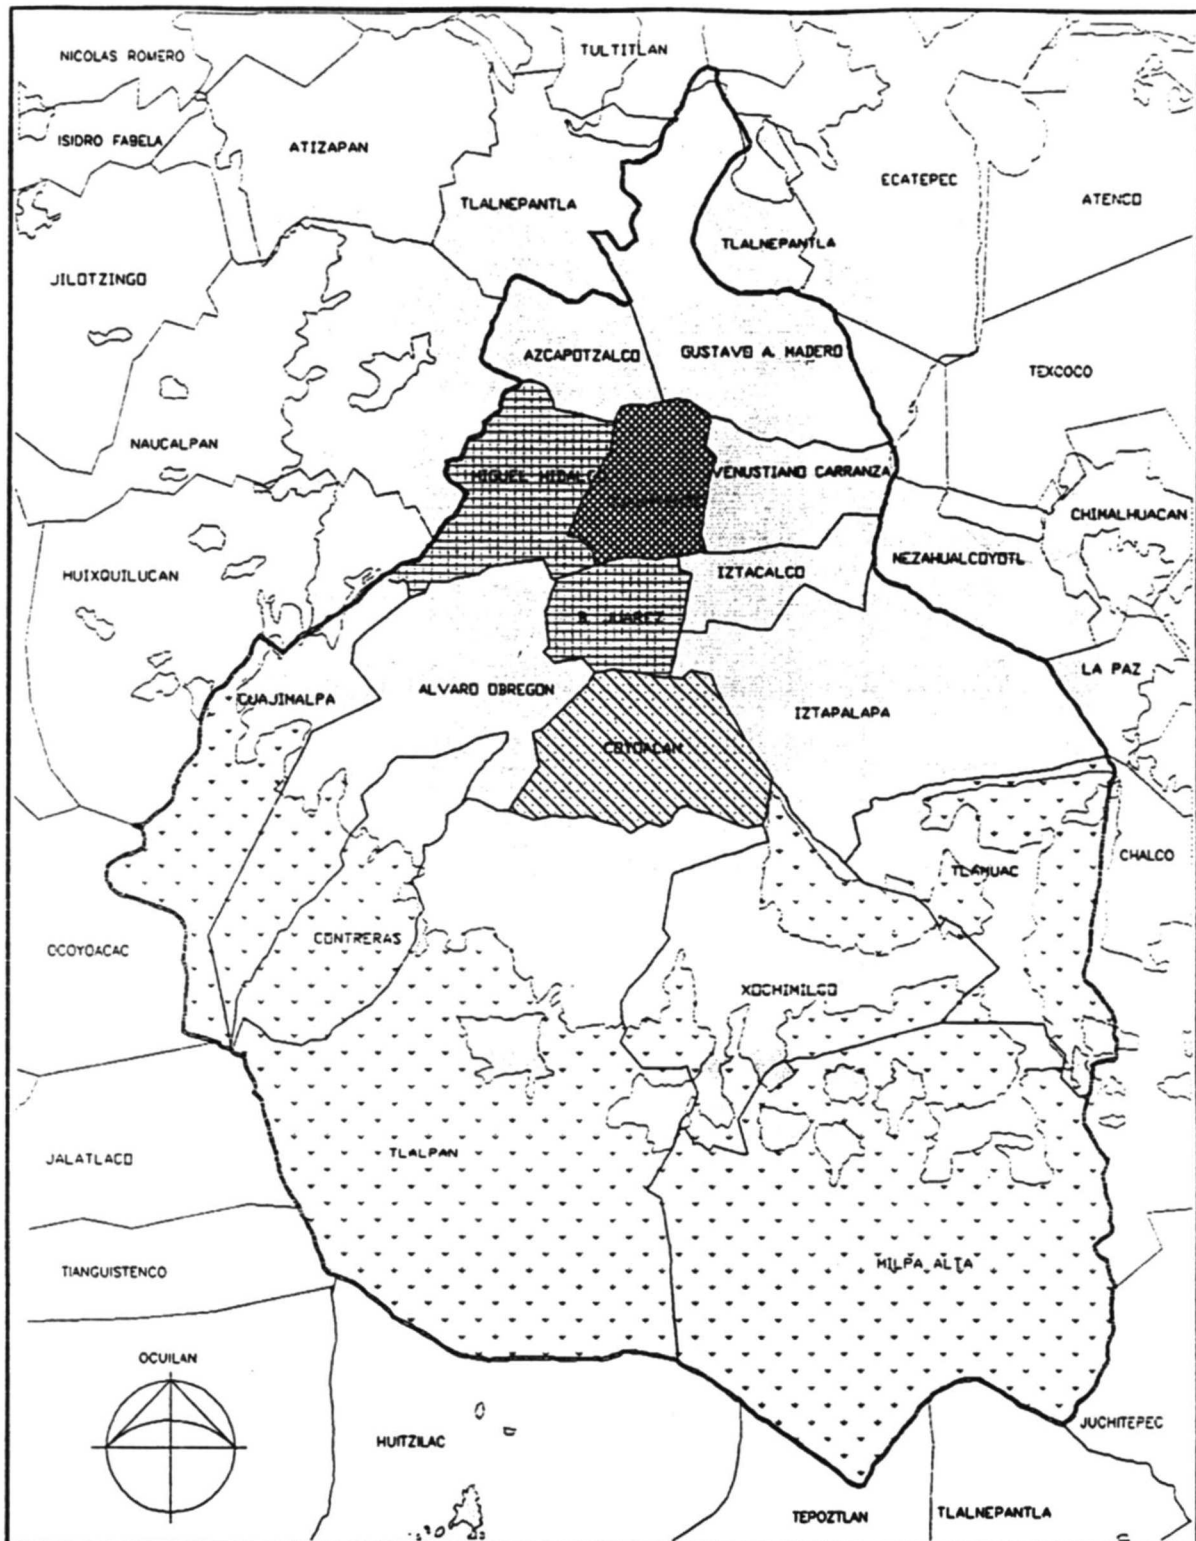 NICOLAS ROMERO
TULTITLAN
ISIDRO FABELA
ATIZAPAN
ECATEPEC
ATENCO
TLALNEPANTLA
TLALNEPANTLA
JILOTZINGO
AZCAPOTZALCO
GUSTAVO A. MADERO
TEXCOCO
NAUCALPAN
MIGUEL HIDALGO
VENUSTIANO CARRANZA
CHIMALHUACAN
HUIXQUILUCAN
IZTACALCO
NEZAHUALCOYOTL
B. JUAREZ
CUAJIMALPA
ALVARO OBREGON
LA PAZ
IZTAPALAPA
COYOACAN
TLAHUAC
CHALCO
OCOYOACAC
CONTRERAS
XOCHIMILCO
JALATLACO
TLALPAN
TIANGUISTENCO
MILPA ALTA
OCUILAN
HUITZILAC
JUCHITEPEC
TEPOZTLAN
TLALNEPANTLA